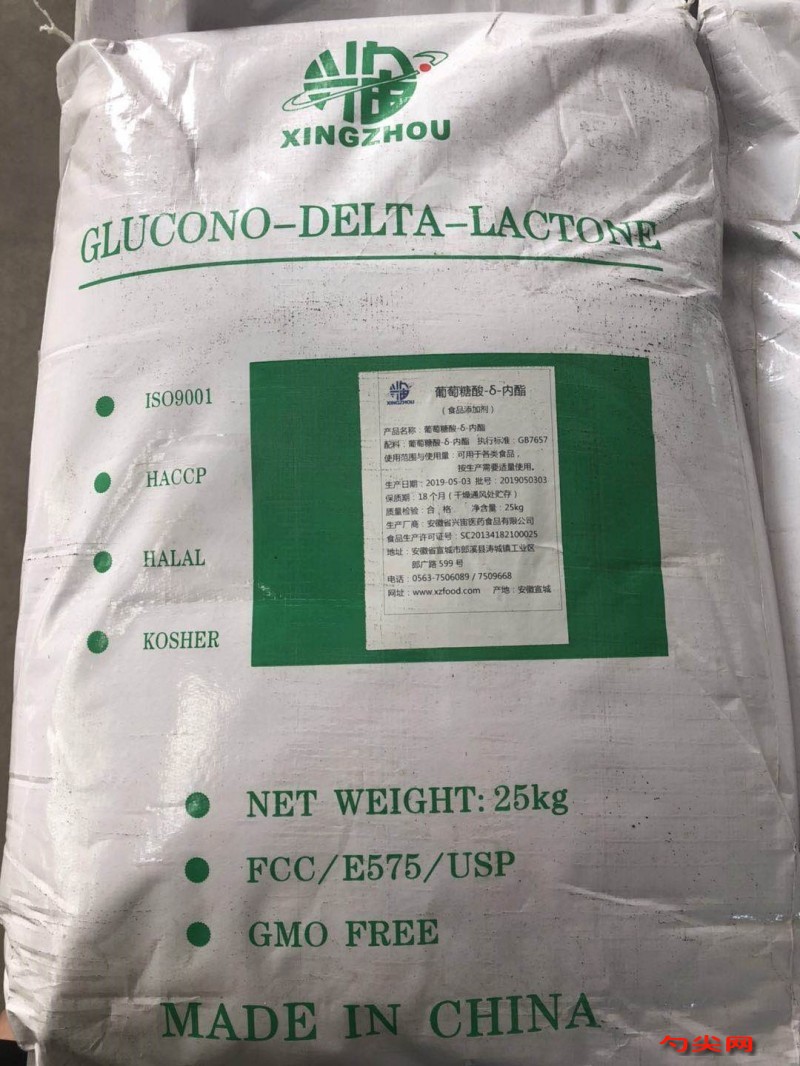 XINGZHOU
GLUCONO-DELTA-LACTONE
ISO9001
HACCP
HALAL
KOSHER
XINGZHOU
葡萄糖酸-δ-内酯
（食品添加剂）
产品名称：葡萄糖酸-δ-内酯
配料：葡萄糖酸-δ-内酯 执行标准：GB7657
使用范围与使用量：可用于各类食品，
按生产需要适量使用。
生产日期：2019-05-03 批号：2019050303
保质期：18个月（干燥通风处贮存）
质量检验：合 格 净含量：25kg
生产厂商：安徽省兴宙医药食品有限公司
食品生产许可证号：SC20134182100025
地址：安徽省宣城市郎溪县涛城镇工业区
郎广路 599 号
电话：0563-7506089 / 7509668
网址：www.xzfood.com 产地：安徽宣城
NET WEIGHT: 25kg
FCC/E575/USP
GMO FREE
MADE IN CHINA
勺尖网